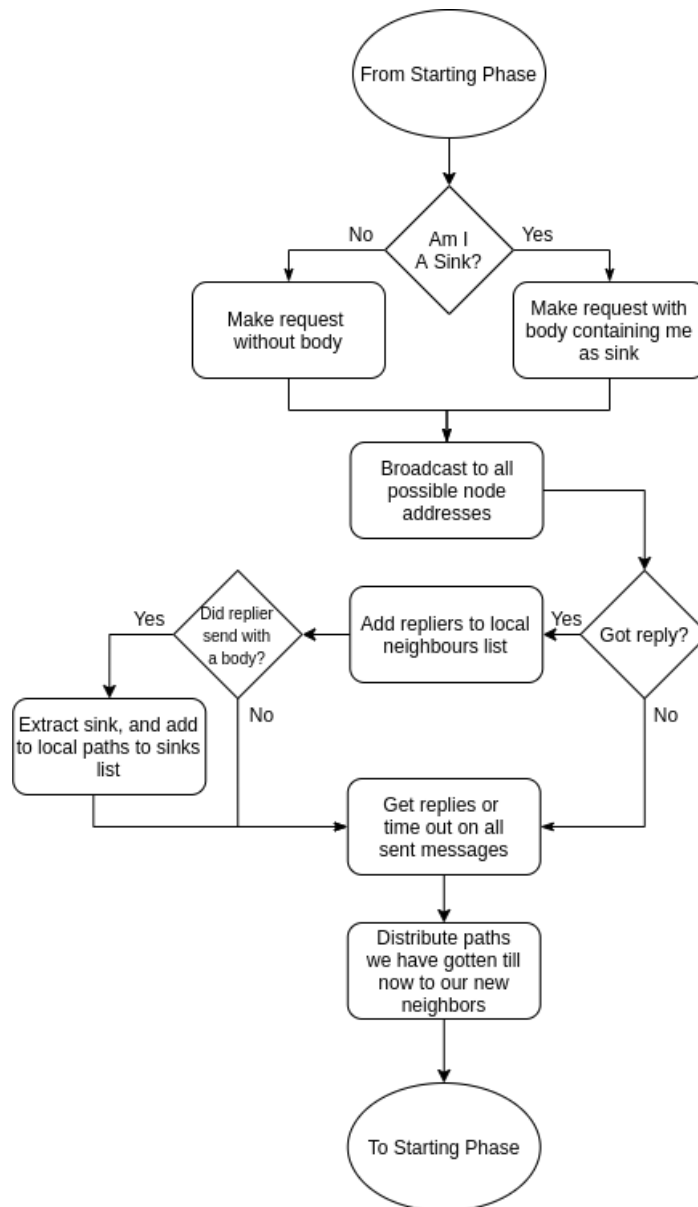 From Starting Phase
No
Am I
A Sink?
Yes
Make request
without body
Make request with
body containing me
as sink
Broadcast to all
possible node
addresses
Yes
Did replier
send with
a body?
Add repliers to local
neighbours list
Yes
Got reply?
Extract sink, and add
to local paths to sinks
list
No
No
Get replies or
time out on all
sent messages
Distribute paths
we have gotten till
now to our new
neighbors
To Starting Phase